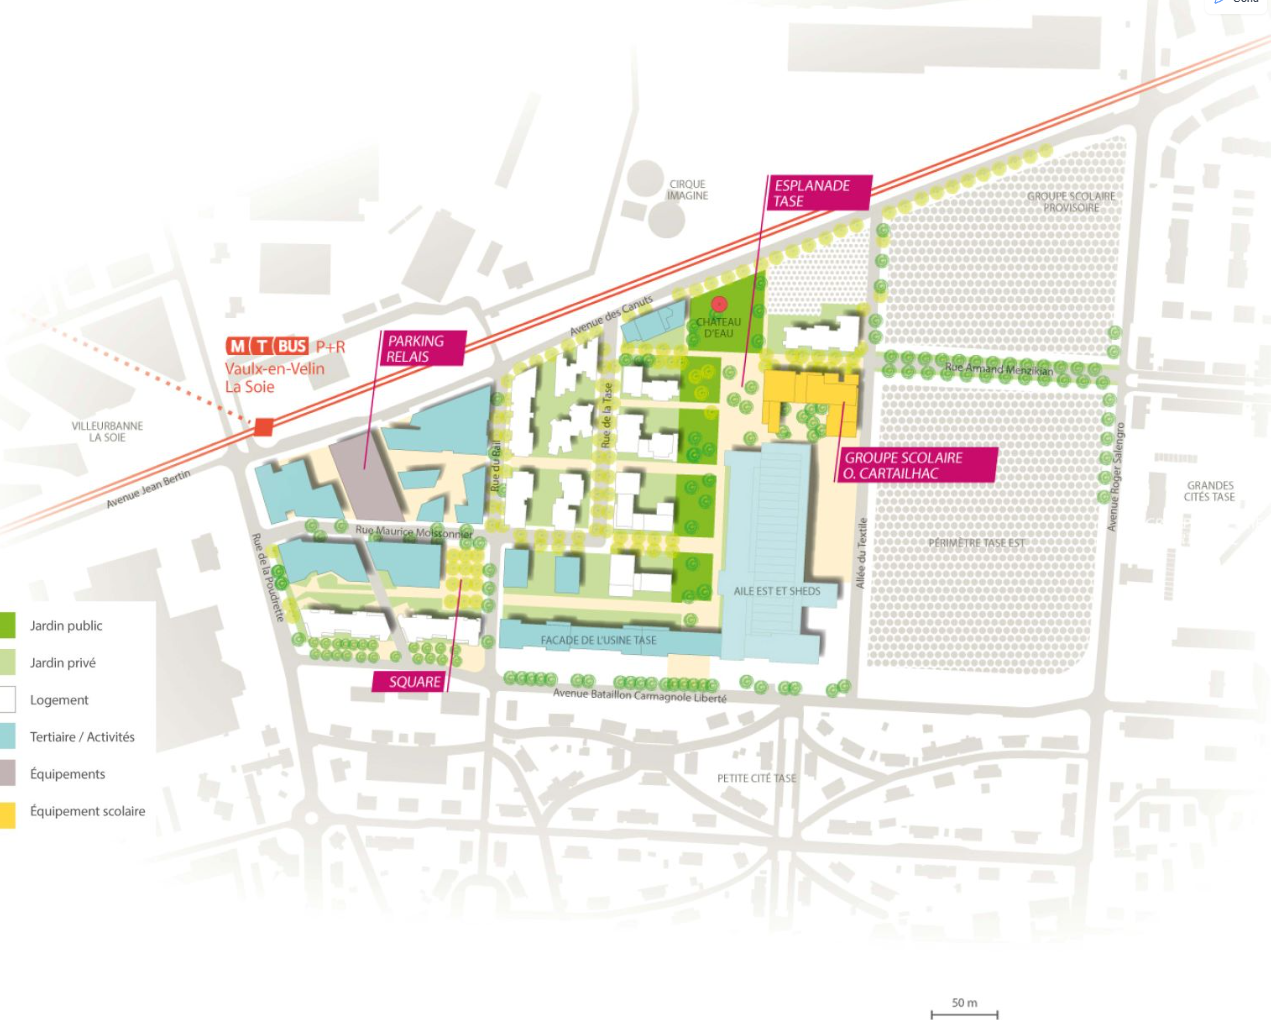 CIRQUE
IMAGINE
ESPLANADE
TASE
GROUPE SCOLAIRE
PROVISOIRE
Avenue des Canuts
CHÂTEAU
D'EAU
PARKING
RELAIS
M T BUS P+R
Vaulx-en-Velin
La Soie
Rue Armand Menzikian
Rue de la Tase
VILLEURBANNE
LA SOIE
Rue du Rail
Avenue Roger Salengro
GROUPE SCOLAIRE
O. CARTAILHAC
Avenue Jean Bertin
GRANDES
CITÉS TASE
Rue Maurice Moissonnier
PÉRIMÈTRE TASE EST
Allée du Textile
Rue de la Poudrette
AILE EST ET SHEDS
FACADE DE L'USINE TASE
SQUARE
Avenue Bataillon Carmagnole Liberté
PETITE CITÉ TASE
Jardin public
Jardin privé
Logement
Tertiaire / Activités
Équipements
Équipement scolaire
50 m